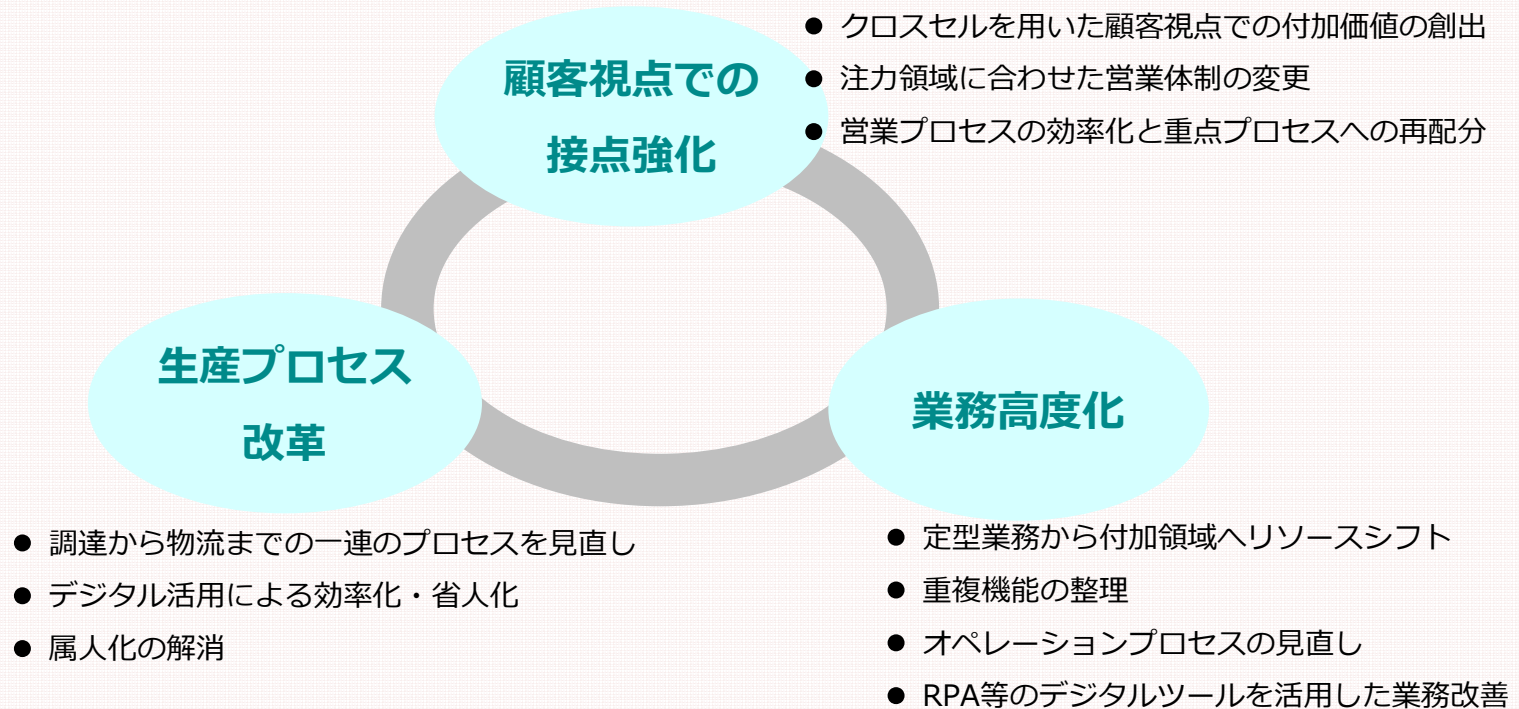 顧客視点での
接点強化
● クロスセルを用いた顧客視点での付加価値の創出
● 注力領域に合わせた営業体制の変更
● 営業プロセスの効率化と重点プロセスへの再配分
生産プロセス
改革
● 調達から物流までの一連のプロセスを見直し
● デジタル活用による効率化・省人化
● 属人化の解消
業務高度化
● 定型業務から付加領域へリソースシフト
● 重複機能の整理
● オペレーションプロセスの見直し
● RPA等のデジタルツールを活用した業務改善